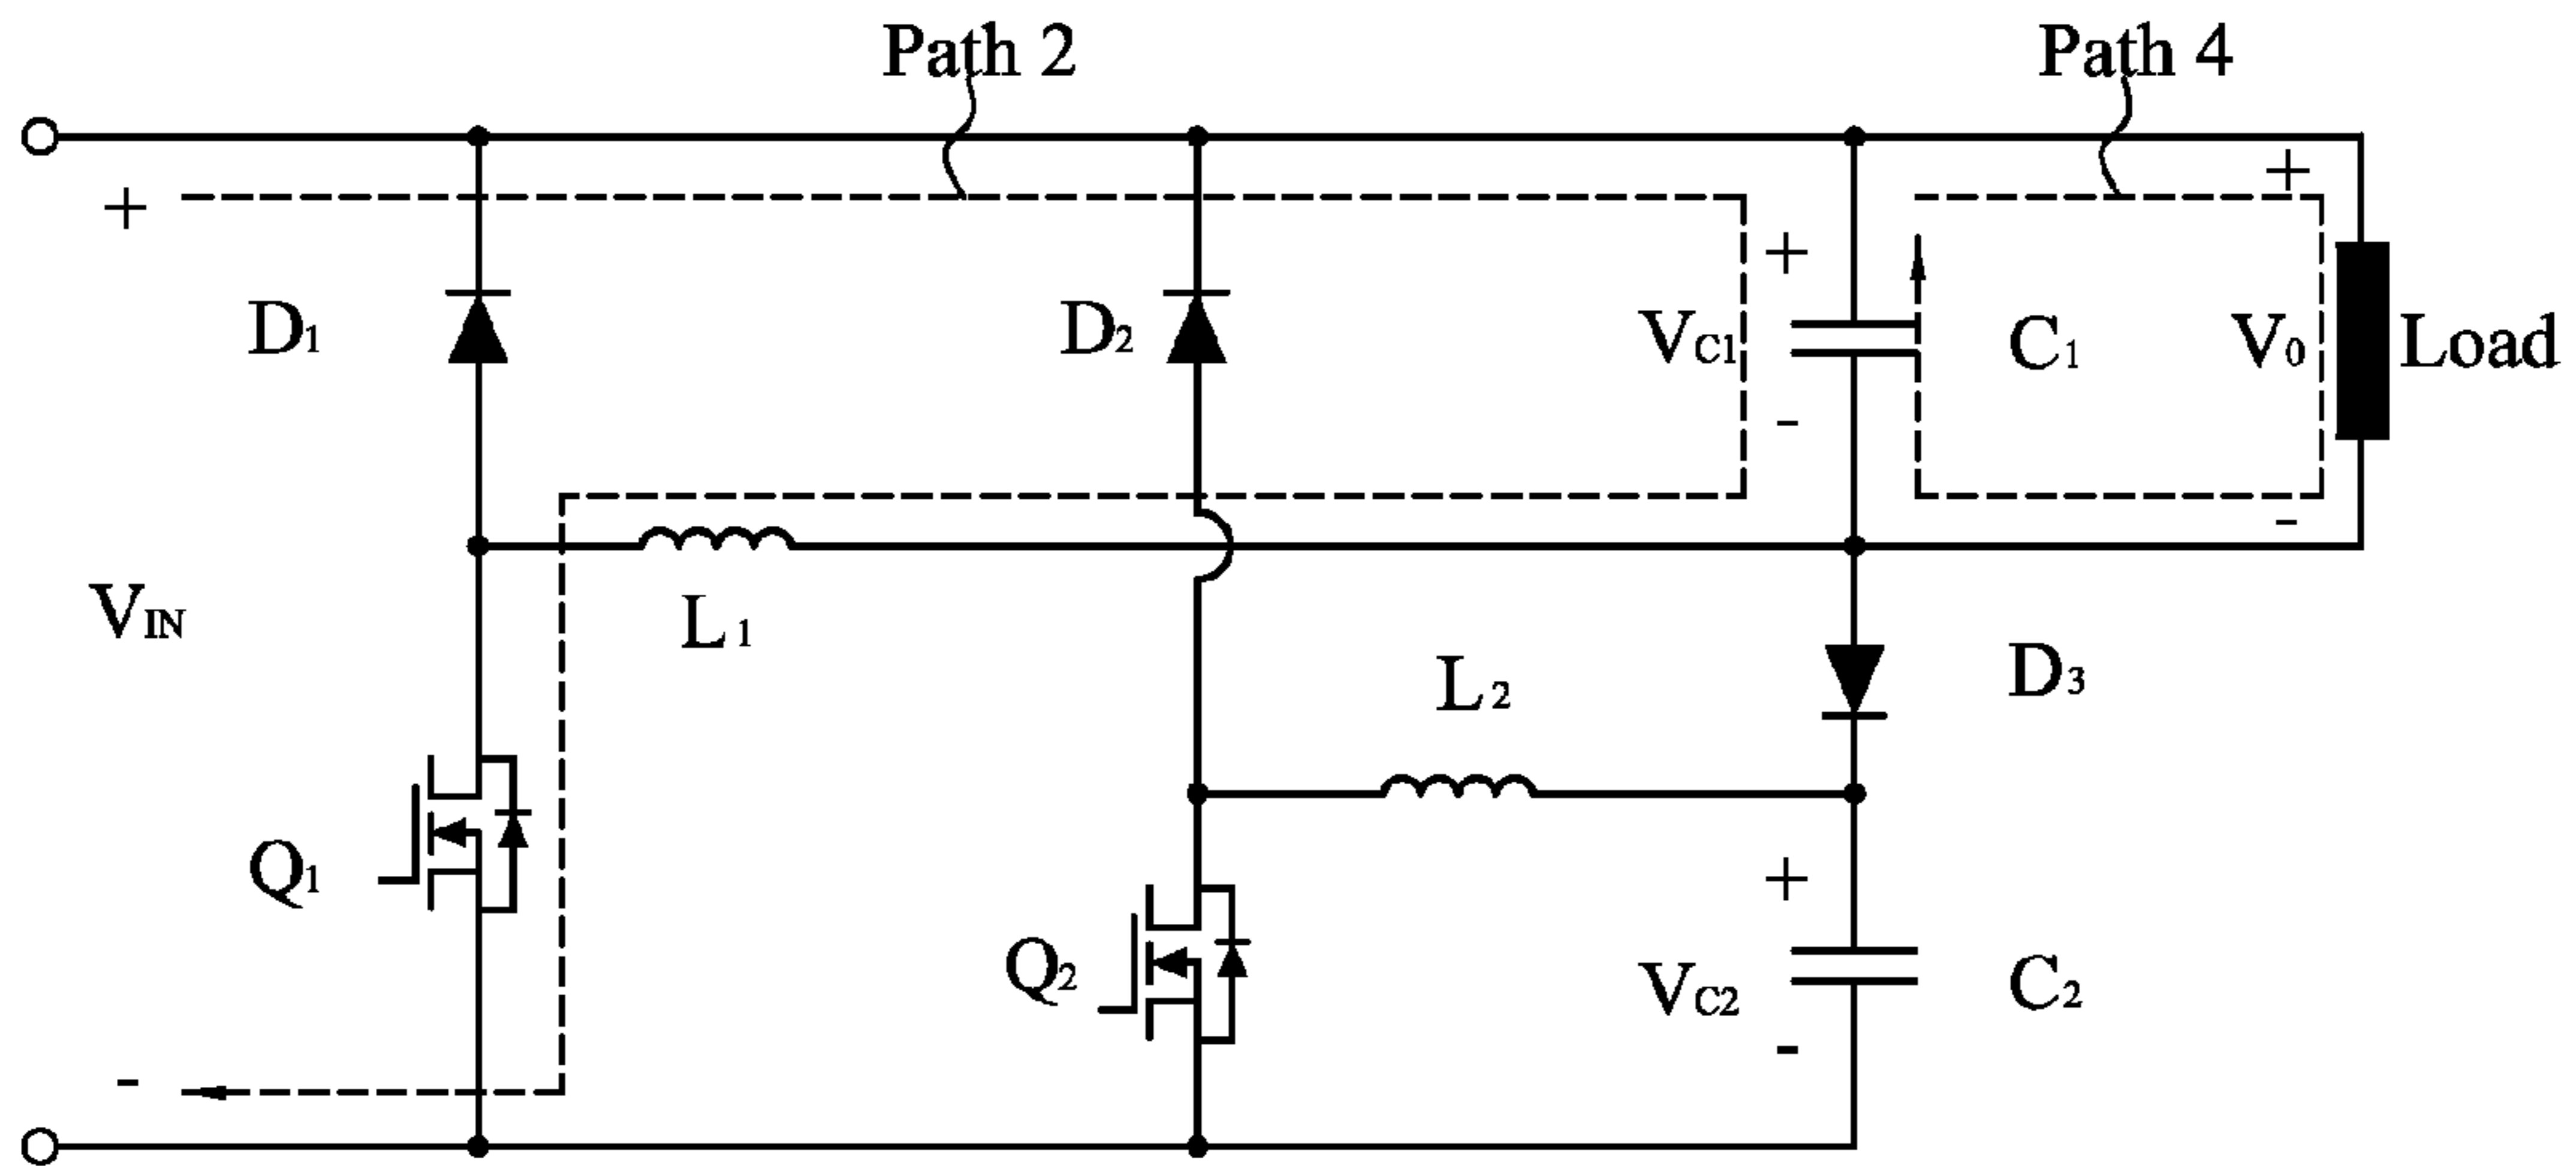 Path 2
Path 4
+
+
D1
D2
+
VC1
C1
V0
Load
-
-
VIN
L1
D3
L2
Q1
+
Q2
VC2
C2
-
-